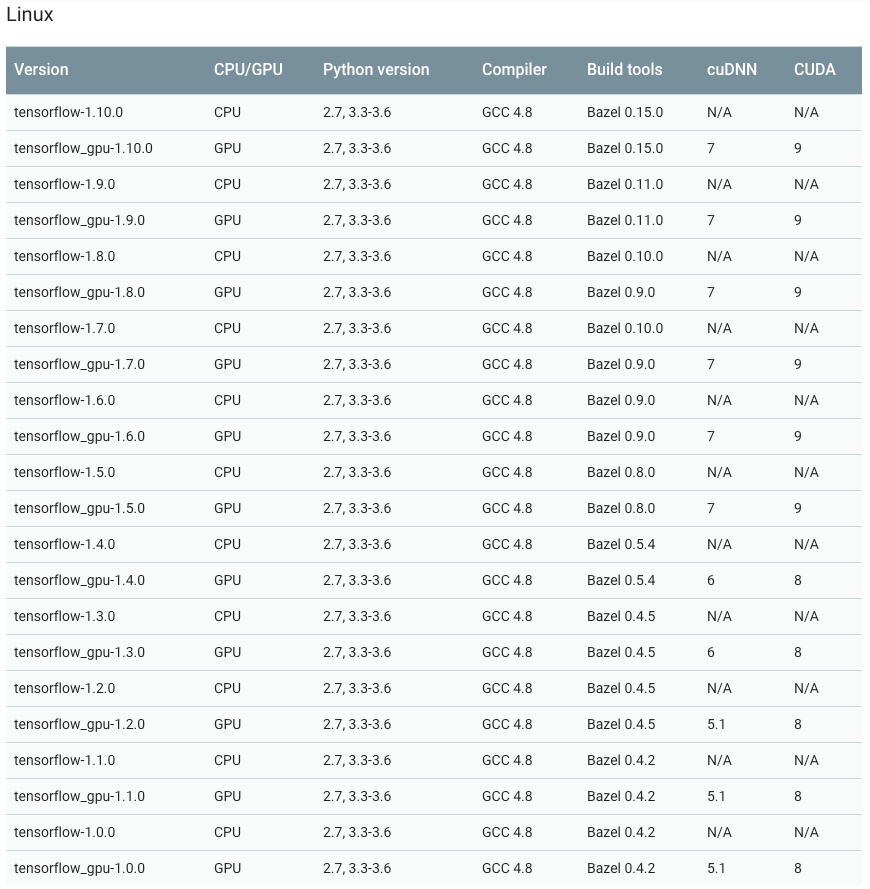 Linux
Version CPU/GPU Python version Compiler Build tools cuDNN CUDA
tensorflow-1.10.0 CPU 2.7, 3.3-3.6 GCC 4.8 Bazel 0.15.0 N/A N/A
tensorflow_gpu-1.10.0 GPU 2.7, 3.3-3.6 GCC 4.8 Bazel 0.15.0 7 9
tensorflow-1.9.0 CPU 2.7, 3.3-3.6 GCC 4.8 Bazel 0.11.0 N/A N/A
tensorflow_gpu-1.9.0 GPU 2.7, 3.3-3.6 GCC 4.8 Bazel 0.11.0 7 9
tensorflow-1.8.0 CPU 2.7, 3.3-3.6 GCC 4.8 Bazel 0.10.0 N/A N/A
tensorflow_gpu-1.8.0 GPU 2.7, 3.3-3.6 GCC 4.8 Bazel 0.9.0 7 9
tensorflow-1.7.0 CPU 2.7, 3.3-3.6 GCC 4.8 Bazel 0.10.0 N/A N/A
tensorflow_gpu-1.7.0 GPU 2.7, 3.3-3.6 GCC 4.8 Bazel 0.9.0 7 9
tensorflow-1.6.0 CPU 2.7, 3.3-3.6 GCC 4.8 Bazel 0.9.0 N/A N/A
tensorflow_gpu-1.6.0 GPU 2.7, 3.3-3.6 GCC 4.8 Bazel 0.9.0 7 9
tensorflow-1.5.0 CPU 2.7, 3.3-3.6 GCC 4.8 Bazel 0.8.0 N/A N/A
tensorflow_gpu-1.5.0 GPU 2.7, 3.3-3.6 GCC 4.8 Bazel 0.8.0 7 9
tensorflow-1.4.0 CPU 2.7, 3.3-3.6 GCC 4.8 Bazel 0.5.4 N/A N/A
tensorflow_gpu-1.4.0 GPU 2.7, 3.3-3.6 GCC 4.8 Bazel 0.5.4 6 8
tensorflow-1.3.0 CPU 2.7, 3.3-3.6 GCC 4.8 Bazel 0.4.5 N/A N/A
tensorflow_gpu-1.3.0 GPU 2.7, 3.3-3.6 GCC 4.8 Bazel 0.4.5 6 8
tensorflow-1.2.0 CPU 2.7, 3.3-3.6 GCC 4.8 Bazel 0.4.5 N/A N/A
tensorflow_gpu-1.2.0 GPU 2.7, 3.3-3.6 GCC 4.8 Bazel 0.4.5 5.1 8
tensorflow-1.1.0 CPU 2.7, 3.3-3.6 GCC 4.8 Bazel 0.4.2 N/A N/A
tensorflow_gpu-1.1.0 GPU 2.7, 3.3-3.6 GCC 4.8 Bazel 0.4.2 5.1 8
tensorflow-1.0.0 CPU 2.7, 3.3-3.6 GCC 4.8 Bazel 0.4.2 N/A N/A
tensorflow_gpu-1.0.0 GPU 2.7, 3.3-3.6 GCC 4.8 Bazel 0.4.2 5.1 8